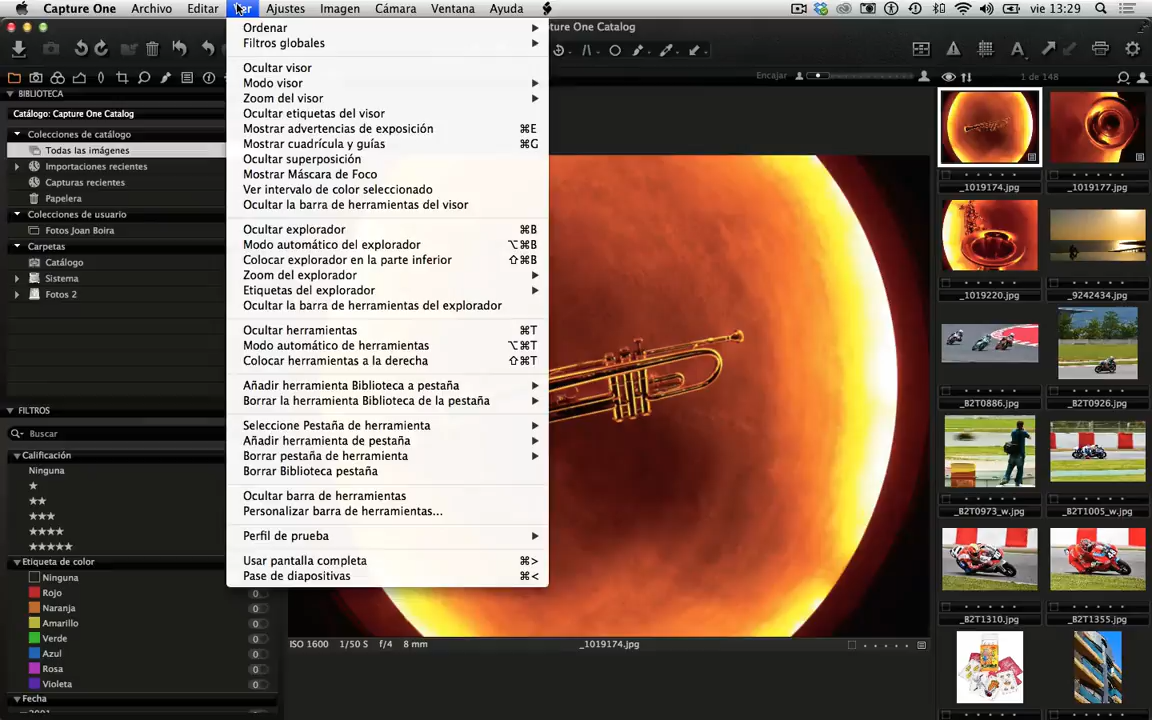 Capture One Archivo Editar Ver Ajustes Imagen Cámara Ventana Ayuda vie 13:29
Capture One Catalog
Encajar 1 de 148
BIBLIOTECA
Catálogo: Capture One Catalog
Colecciones de catálogo
Todas las imágenes
Importaciones recientes
Capturas recientes
Papelera
Colecciones de usuario
Fotos Joan Boira
Carpetas
Catálogo
Sistema
Fotos 2
FILTROS
Buscar
Calificación
Ninguna
Etiqueta de color
Ninguna 0
Rojo 0
Naranja 0
Amarillo 0
Verde 0
Azul 0
Rosa 0
Violeta 0
Fecha
Ordenar
Filtros globales
Ocultar visor
Modo visor
Zoom del visor
Ocultar etiquetas del visor
Mostrar advertencias de exposición ⌘E
Mostrar cuadrícula y guías ⌘G
Ocultar superposición
Mostrar Máscara de Foco
Ver intervalo de color seleccionado
Ocultar la barra de herramientas del visor
Ocultar explorador ⌘B
Modo automático del explorador ⌥⌘B
Colocar explorador en la parte inferior ⇧⌘B
Zoom del explorador
Etiquetas del explorador
Ocultar la barra de herramientas del explorador
Ocultar herramientas ⌘T
Modo automático de herramientas ⌥⌘T
Colocar herramientas a la derecha ⇧⌘T
Añadir herramienta Biblioteca a pestaña
Borrar la herramienta Biblioteca de la pestaña
Seleccione Pestaña de herramienta
Añadir herramienta de pestaña
Borrar pestaña de herramienta
Borrar Biblioteca pestaña
Ocultar barra de herramientas
Personalizar barra de herramientas...
Perfil de prueba
Usar pantalla completa ⌘>
Pase de diapositivas ⌘<
ISO 1600 1/50 S f/4 8 mm _1019174.jpg
_1019174.jpg _1019177.jpg
_1019220.jpg _9242434.jpg
_B2T0886.jpg _B2T0926.jpg
_B2T0973_w.jpg _B2T1005_w.jpg
_B2T1310.jpg _B2T1355.jpg